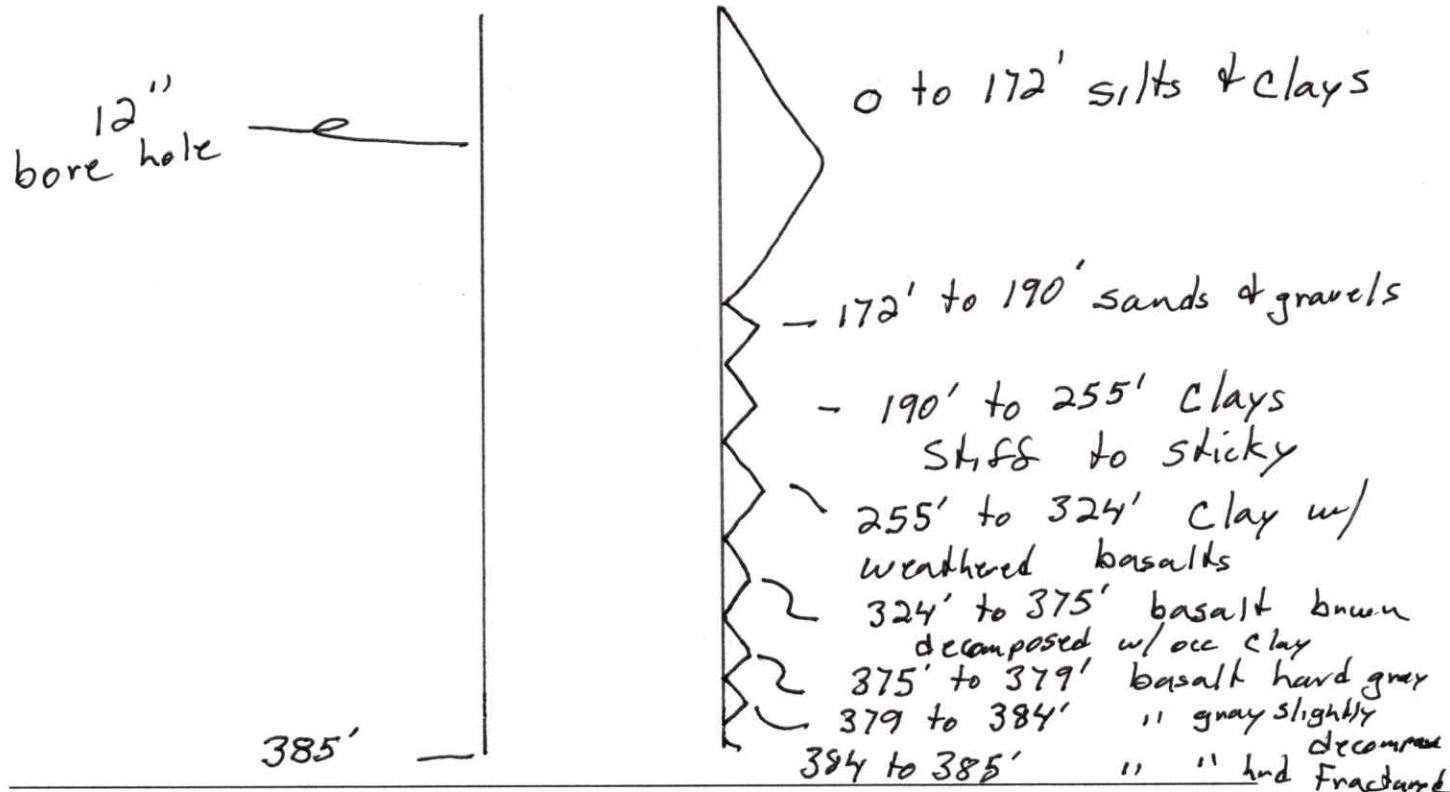 12"
bore hole
0 to 172' silts & clays
172' to 190' sands & gravels
190' to 255' Clays
Stiff to sticky
255' to 324' Clay w/
weathered basalts
324' to 375' basalt brown
decomposed w/ occ clay
375' to 379' basalt hard gray
379 to 384' " gray slightly
decompose
385'
384 to 385' " " hrd Fractured